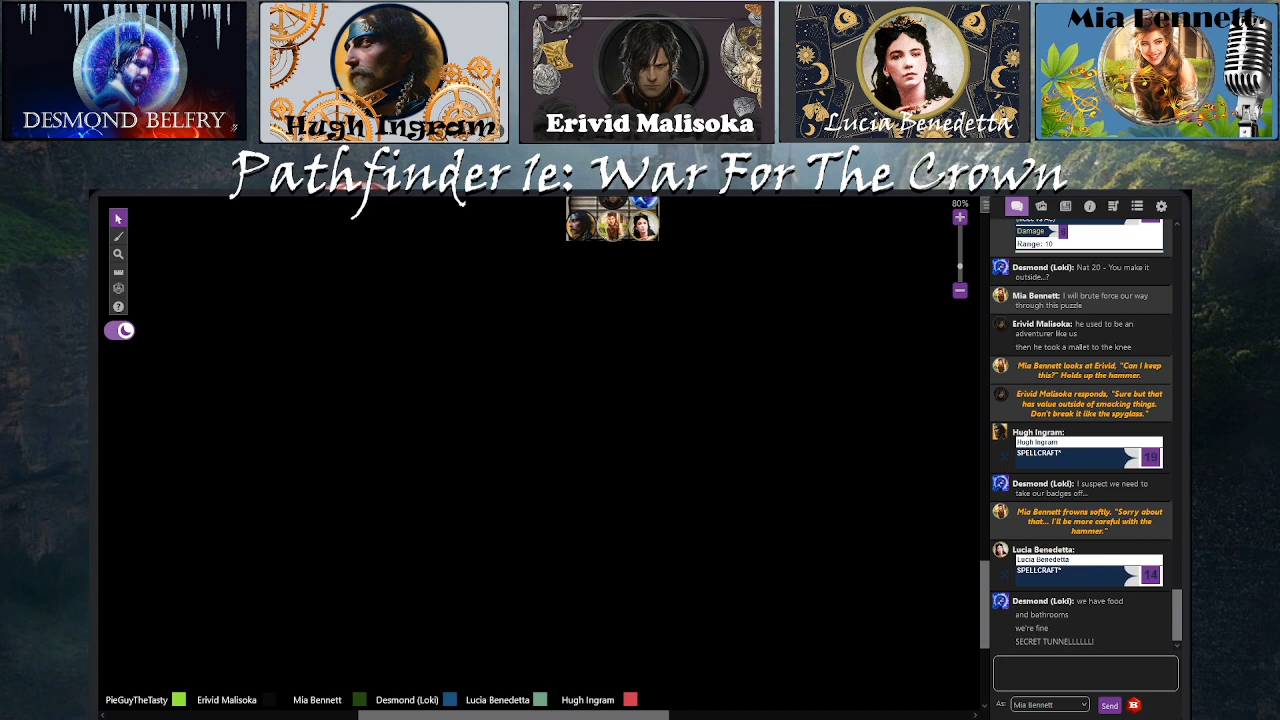 DESMOND BELFRY
Hugh Ingram
Erivid Malisoka
Lucia Benedetta
Mia Bennett
Pathfinder 1e: War For The Crown
80%
Damage
Range: 10
Desmond (Loki): Nat 20 - You make it
outside...?
Mia Bennett: I will brute force our way
through this puzzle
Erivid Malisoka: he used to be an
adventurer like us
then he took a mallet to the knee
Mia Bennett looks at Erivid, "Can I keep
this?" Holds up the hammer.
Erivid Malisoka responds, "Sure but that
has value outside of smacking things.
Don't break it like the spyglass."
Hugh Ingram:
Hugh Ingram
SPELLCRAFT*
19
Desmond (Loki): I suspect we need to
take our badges off...
Mia Bennett frowns softly. "Sorry about
that... I'll be more careful with the
hammer."
Lucia Benedetta:
Lucia Benedetta
SPELLCRAFT*
14
Desmond (Loki): we have food
and bathrooms
we're fine
SECRET TUNNELLLLLL!
PieGuyTheTasty
Erivid Malisoka
Mia Bennett
Desmond (Loki)
Lucia Benedetta
Hugh Ingram
As:
Mia Bennett
Send
B